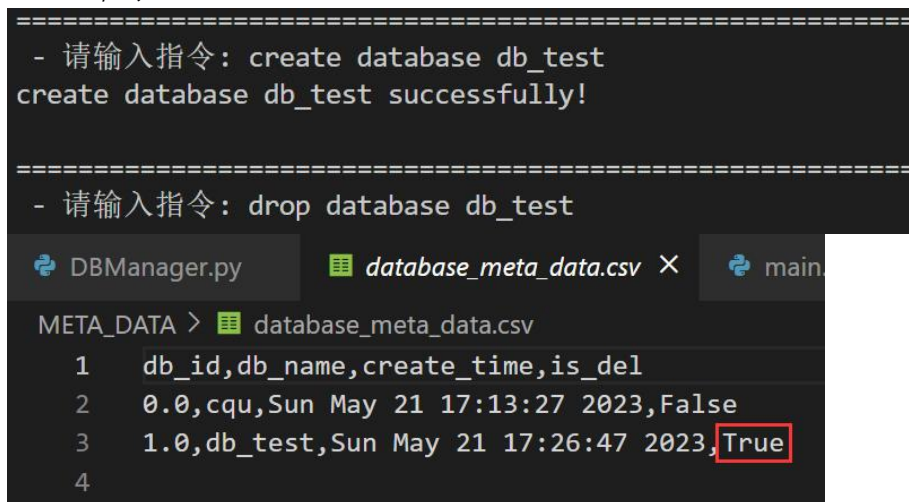 ============================================================
- 请输入指令: create database db_test
create database db_test successfully!
============================================================
- 请输入指令: drop database db_test
DBManager.py database_meta_data.csv × main.
META_DATA > database_meta_data.csv
1 db_id,db_name,create_time,is_del
2 0.0,cqu,Sun May 21 17:13:27 2023,False
3 1.0,db_test,Sun May 21 17:26:47 2023,True
4